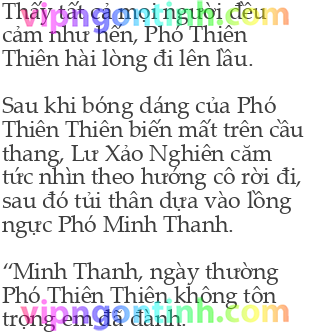 Thấy tất cả mọi người đều
cảm như hến, Phó Thiên
Thiên hài lòng đi lên lầu.
Sau khi bóng dáng của Phó
Thiên Thiên biến mất trên cầu
thang, Lư Xảo Nghiên căm
tức nhìn theo hướng cô rời đi,
sau đó tủi thân dựa vào lồng
ngực Phó Minh Thanh.
“Minh Thanh, ngày thường
Phó Thiên Thiên không tôn
trọng em đã đành.
vipngontinh.com
vipngontinh.com